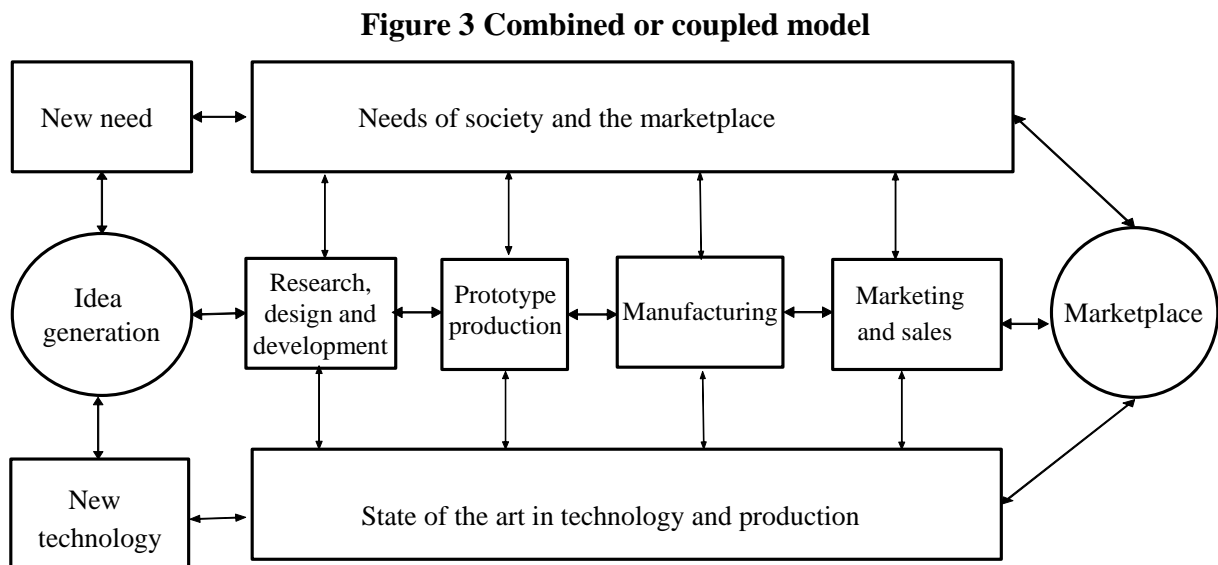 Figure 3 Combined or coupled model
New need
Needs of society and the marketplace
Idea
generation
Research,
design and
development
Prototype
production
Manufacturing
Marketing
and sales
Marketplace
New
technology
State of the art in technology and production